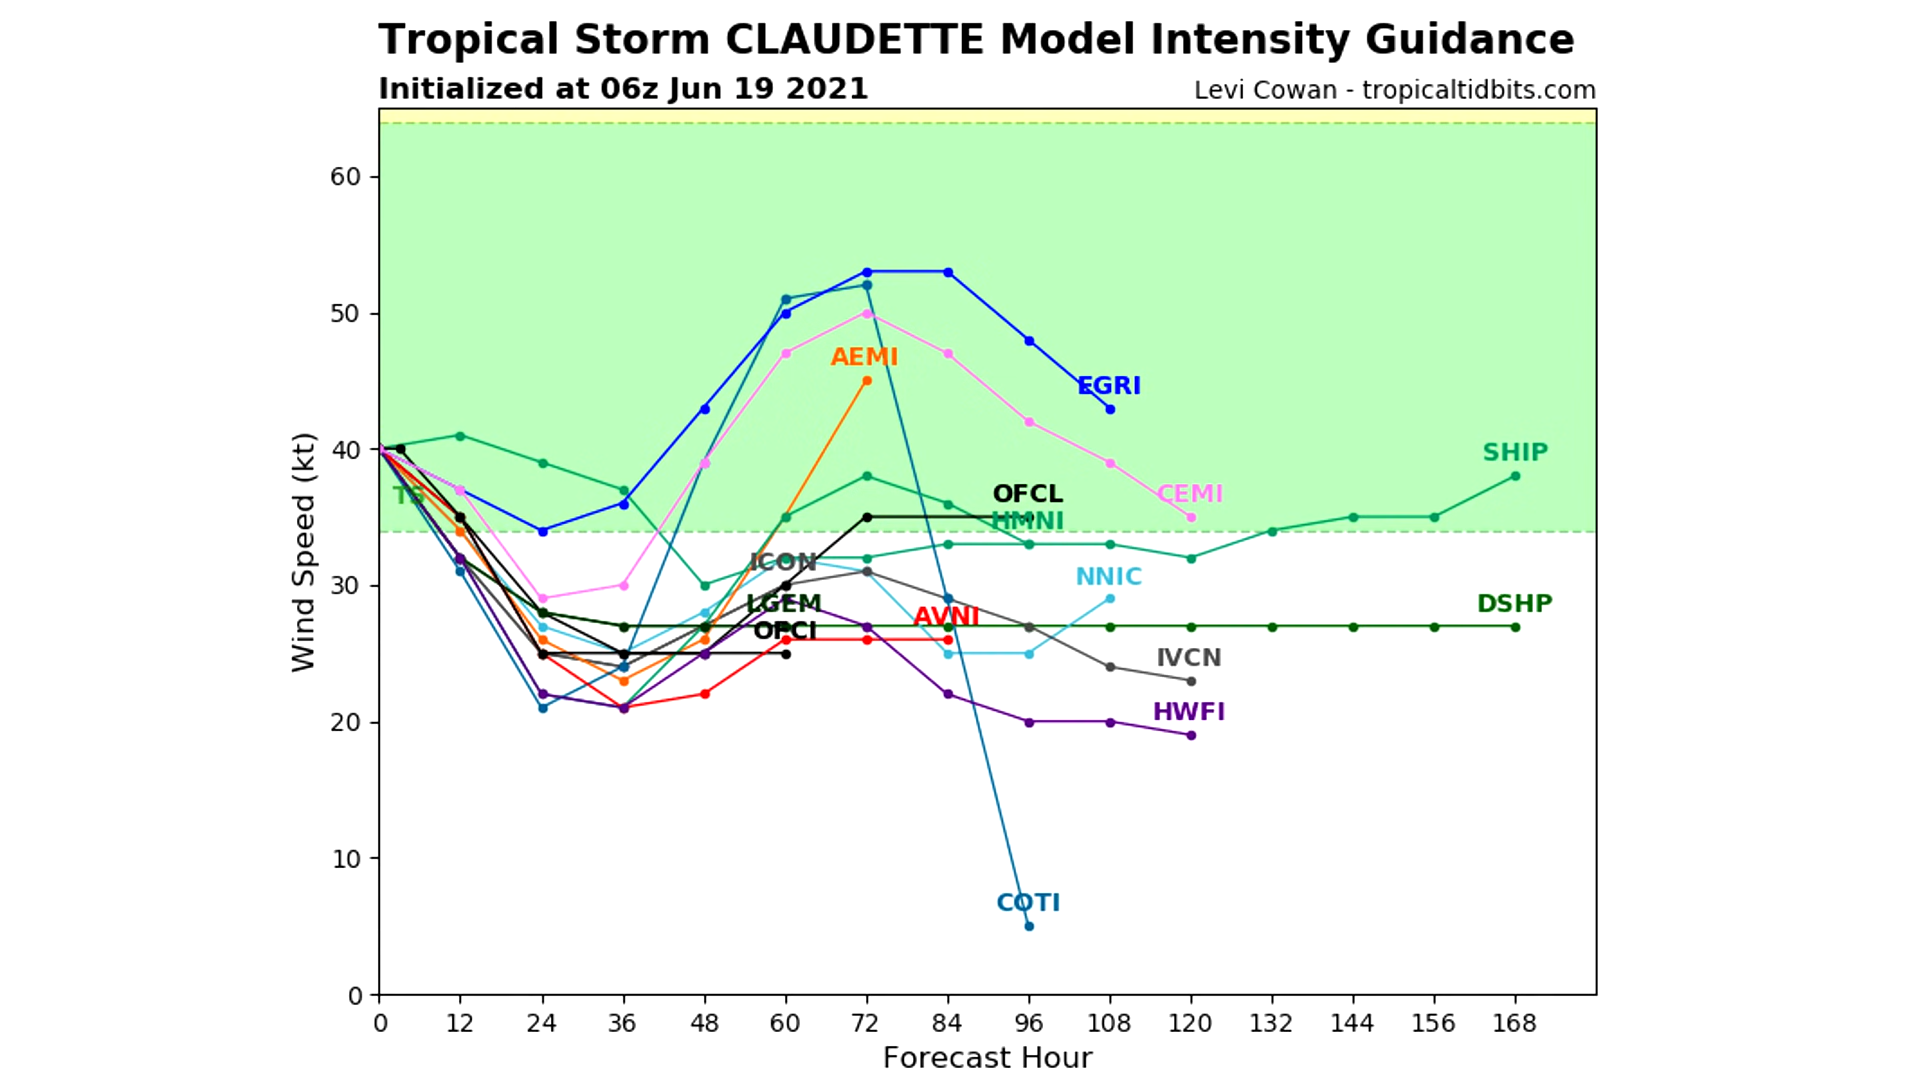 Tropical Storm CLAUDETTE Model Intensity Guidance
Initialized at 06z Jun 19 2021
Levi Cowan - tropicaltidbits.com
Wind Speed (kt)
60
50
40
30
20
10
0
AEMI
EGRI
SHIP
TS
OFCL
CEMI
HMNI
ICON
NNIC
LGEM
DSHP
AVNI
OFCI
IVCN
HWFI
COTI
0 12 24 36 48 60 72 84 96 108 120 132 144 156 168
Forecast Hour